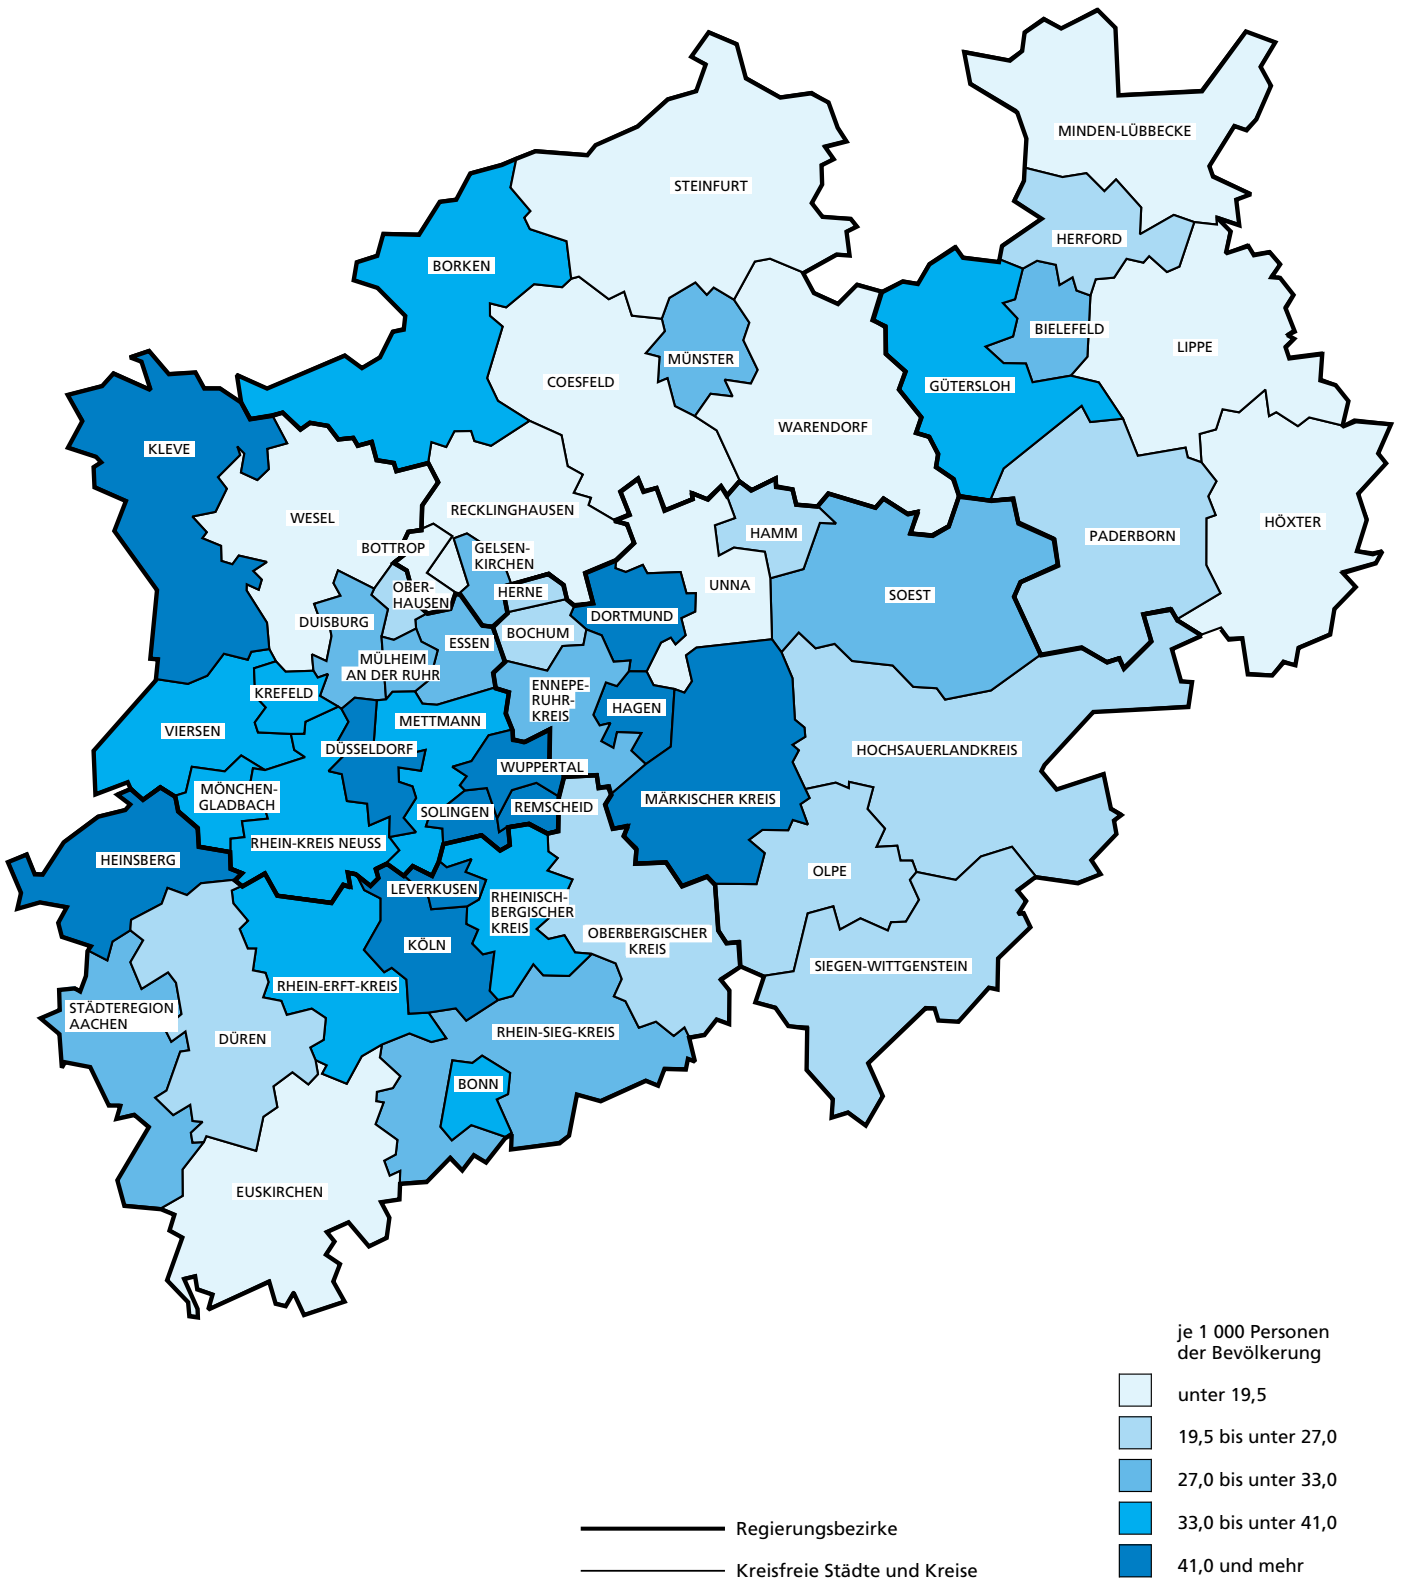 MINDEN-LÜBBECKE
STEINFURT
HERFORD
BORKEN
BIELEFELD
LIPPE
MÜNSTER
COESFELD
GÜTERSLOH
WARENDORF
KLEVE
RECKLINGHAUSEN
WESEL
HÖXTER
HAMM
PADERBORN
BOTTROP
GELSEN-
KIRCHEN
UNNA
OBER-
HAUSEN
HERNE
SOEST
DORTMUND
DUISBURG
BOCHUM
ESSEN
MÜLHEIM
AN DER RUHR
KREFELD
ENNEPE-
RUHR-
KREIS
HAGEN
METTMANN
VIERSEN
DÜSSELDORF
HOCHSAUERLANDKREIS
WUPPERTAL
MÖNCHEN-
GLADBACH
MÄRKISCHER KREIS
REMSCHEID
SOLINGEN
RHEIN-KREIS NEUSS
HEINSBERG
OLPE
LEVERKUSEN
RHEINISCH-
BERGISCHER
KREIS
OBERBERGISCHER
KREIS
KÖLN
SIEGEN-WITTGENSTEIN
RHEIN-ERFT-KREIS
STÄDTEREGION
AACHEN
RHEIN-SIEG-KREIS
DÜREN
BONN
EUSKIRCHEN
je 1 000 Personen
der Bevölkerung
unter 19,5
19,5 bis unter 27,0
27,0 bis unter 33,0
33,0 bis unter 41,0
41,0 und mehr
Regierungsbezirke
Kreisfreie Städte und Kreise